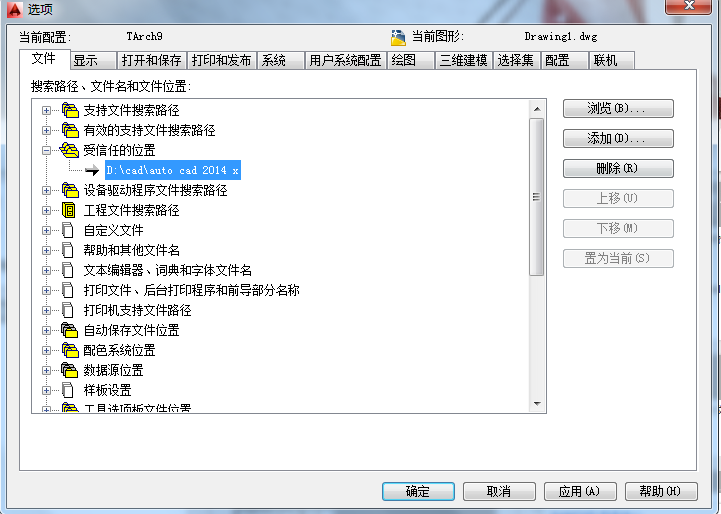 选项
当前配置: TArch9 当前图形: Drawing1.dwg
文件 显示 打开和保存 打印和发布 系统 用户系统配置 绘图 三维建模 选择集 配置 联机
搜索路径、文件名和文件位置:
支持文件搜索路径
有效的支持文件搜索路径
受信任的位置
D:\cad\auto cad 2014 x
设备驱动程序文件搜索路径
工程文件搜索路径
自定义文件
帮助和其他文件名
文本编辑器、词典和字体文件名
打印文件、后台打印程序和前导部分名称
打印机支持文件路径
自动保存文件位置
配色系统位置
数据源位置
样板设置
工具选项板文件位置
浏览(B)...
添加(D)...
删除(R)
上移(U)
下移(M)
置为当前(S)
确定 取消 应用(A) 帮助(H)